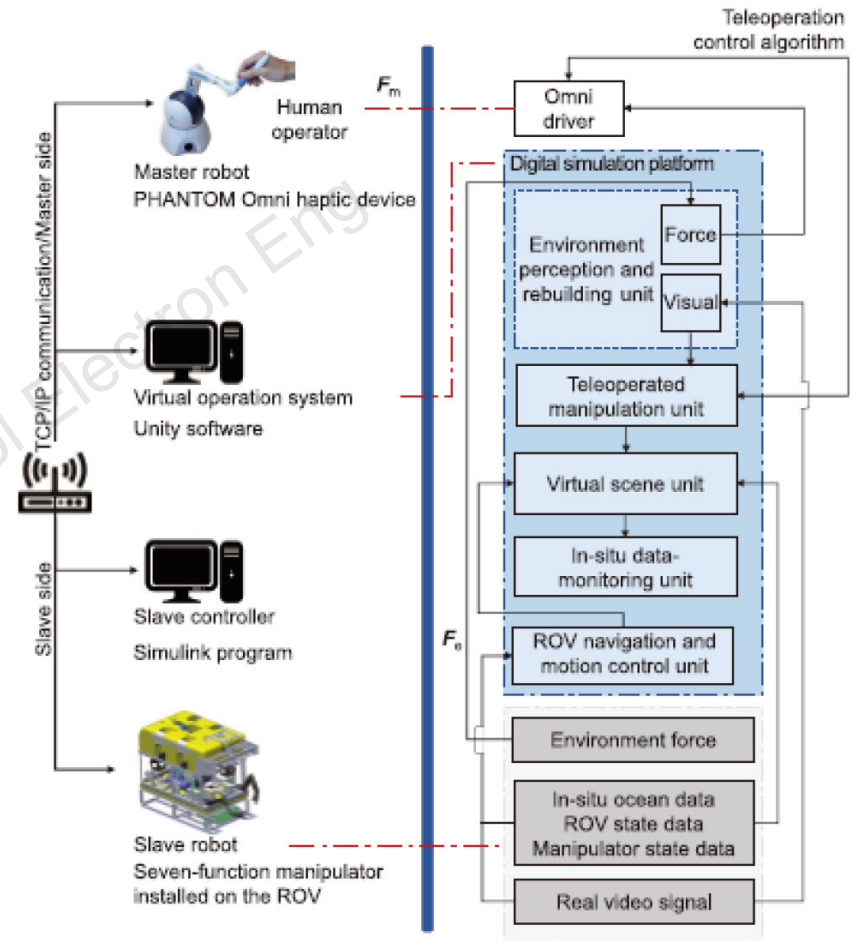 Teleoperation
control algorithm
Fm
Human
operator
Omni
driver
Master robot
PHANTOM Omni haptic device
Digital simulation platform
Environment
perception and
rebuilding unit
Force
Visual
TCP/IP communication/Master side
Virtual operation system
Unity software
Teleoperated
manipulation unit
Virtual scene unit
In-situ data-
monitoring unit
Slave side
Slave controller
Simulink program
Fe
ROV navigation and
motion control unit
Environment force
In-situ ocean data
ROV state data
Manipulator state data
Real video signal
Slave robot
Seven-function manipulator
installed on the ROV
ol Electron Eng